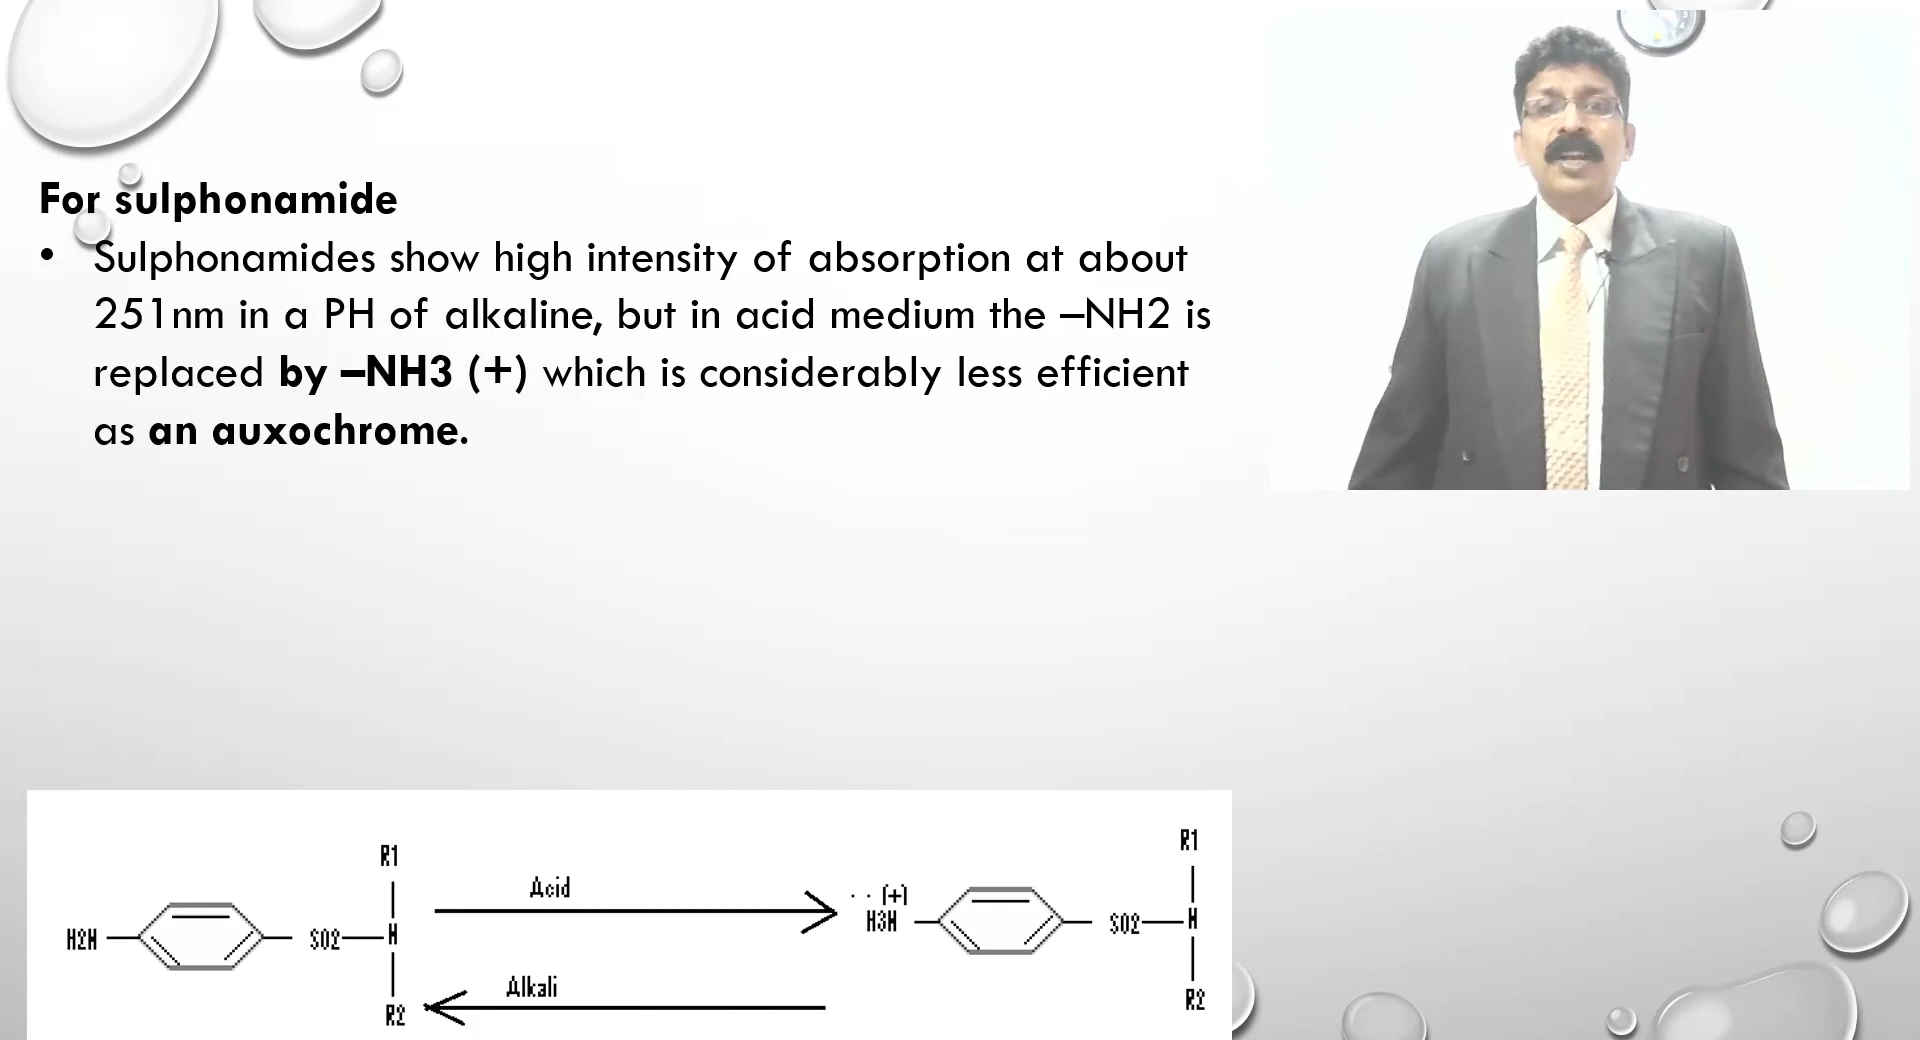 For sulphonamide
• Sulphonamides show high intensity of absorption at about
251nm in a PH of alkaline, but in acid medium the –NH2 is
replaced by –NH3 (+) which is considerably less efficient
as an auxochrome.
R1
R1
Acid
· · (+)
H3N
H2N
SO2
N
SO2
N
Alkali
R2
R2